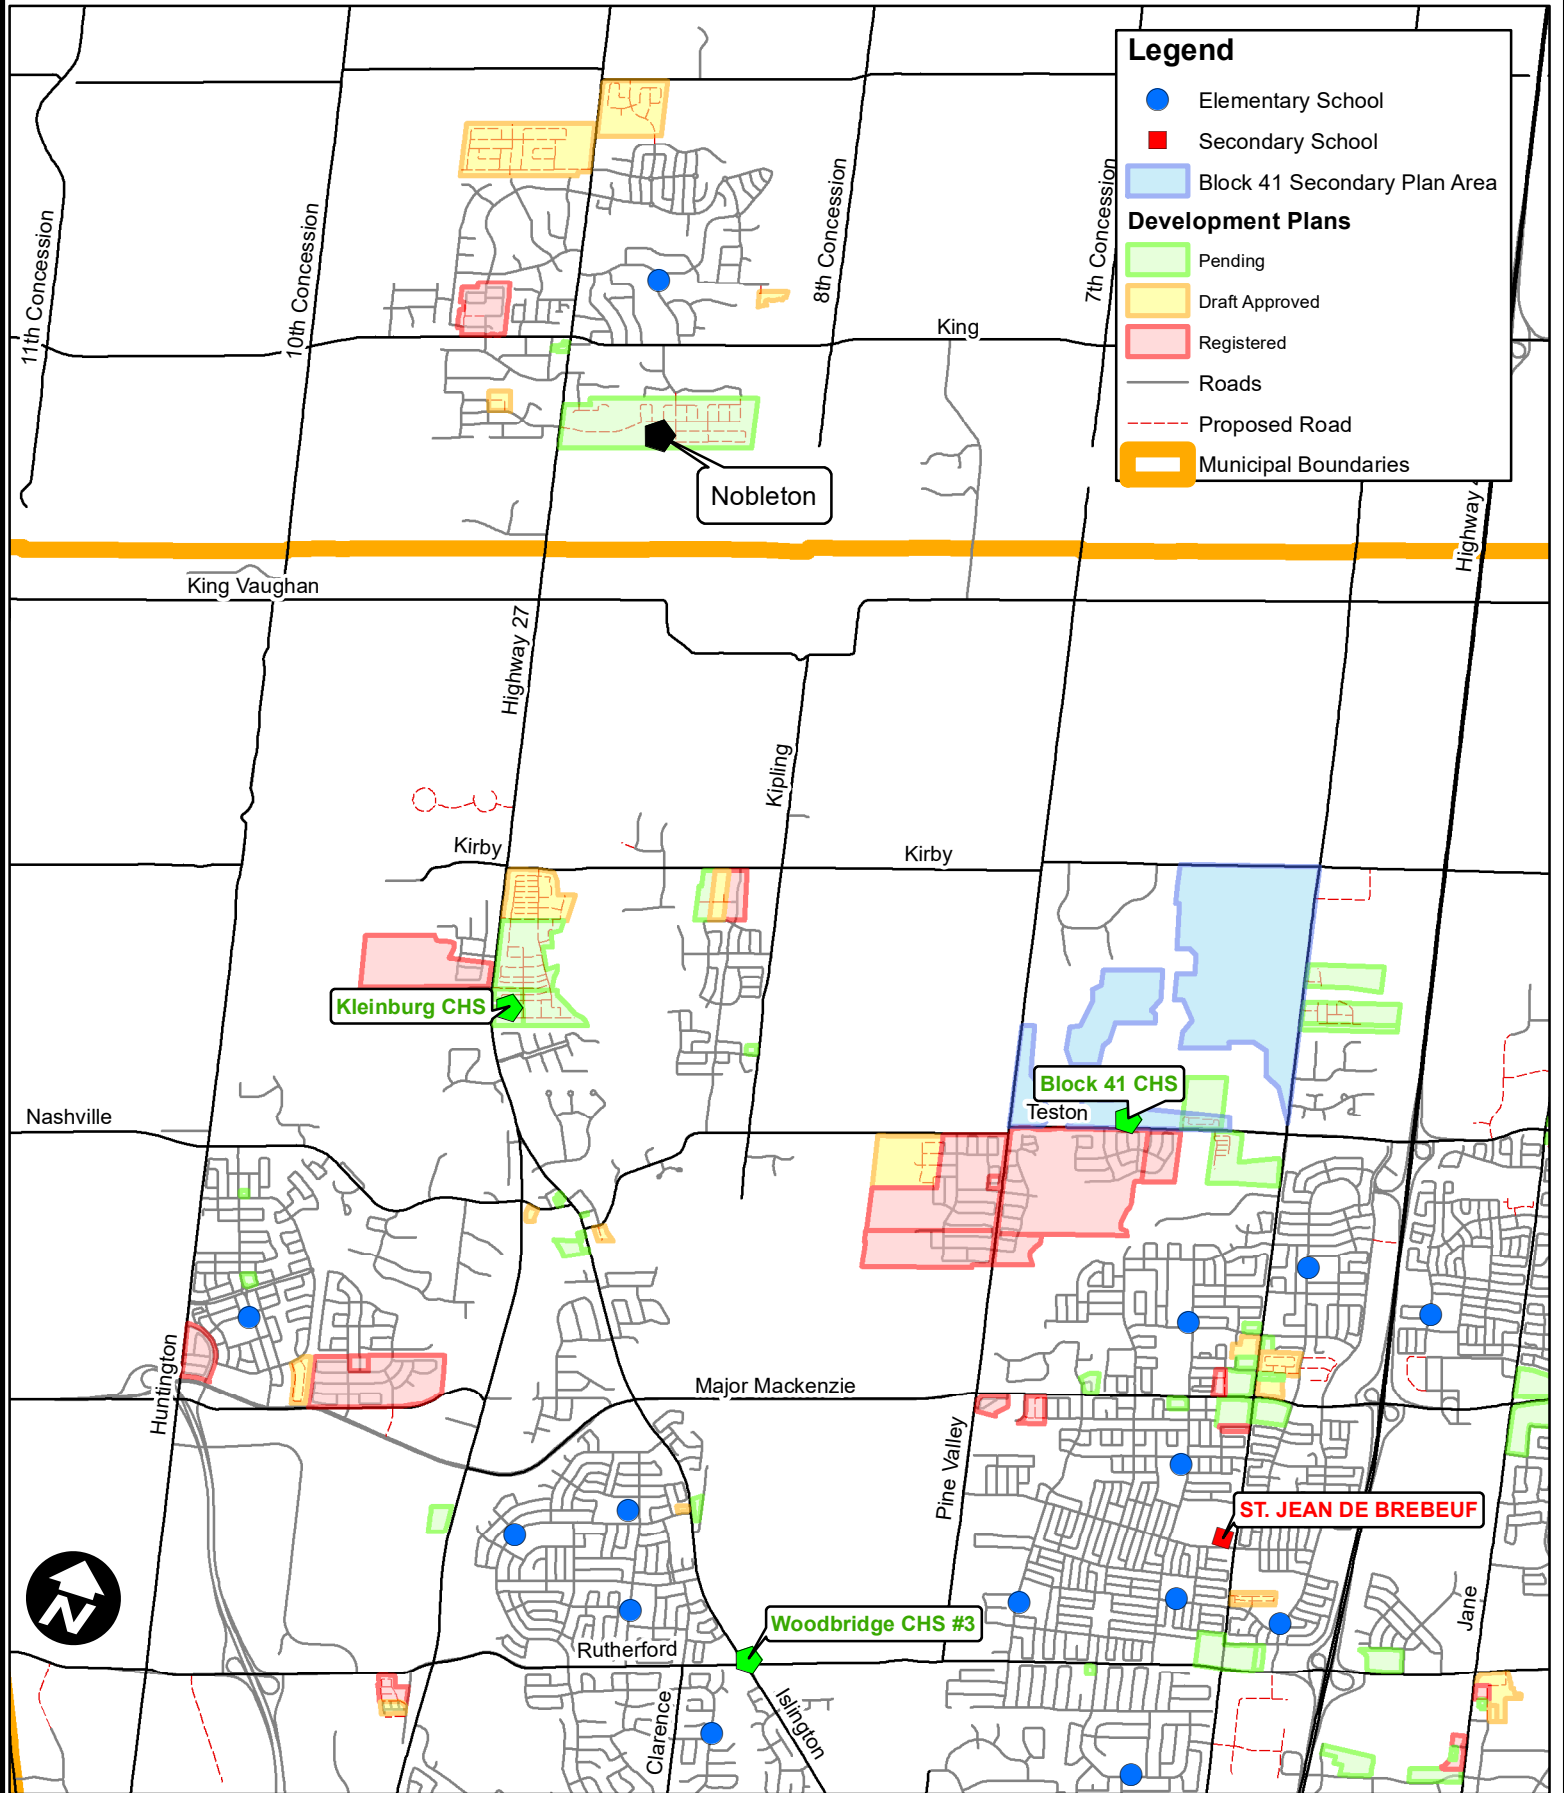 Legend
Elementary School
Secondary School
Block 41 Secondary Plan Area
Development Plans
Pending
Draft Approved
Registered
Roads
Proposed Road
Municipal Boundaries
11th Concession
10th Concession
8th Concession
7th Concession
King
Nobleton
Highway
King Vaughan
Highway 27
Kipling
Kirby
Kirby
Kleinburg CHS
Block 41 CHS
Teston
Nashville
Huntington
Major Mackenzie
Pine Valley
ST. JEAN DE BREBEUF
N
Woodbridge CHS #3
Rutherford
Jane
Clarence
Islington